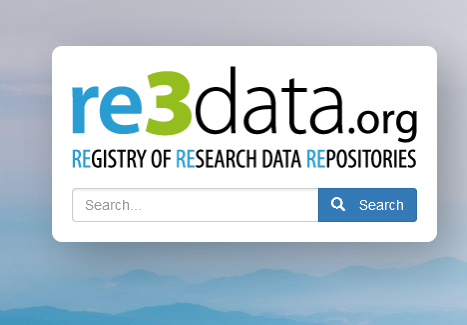 re3data.org
REGISTRY OF RESEARCH DATA REPOSITORIES
Search... Search